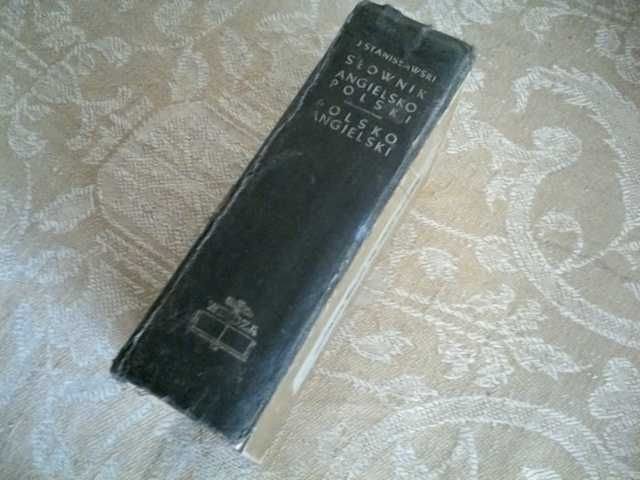 J. STANISŁAWSKI
SŁOWNIK
ANGIELSKO
POLSKI
POLSKO
ANGIELSKI